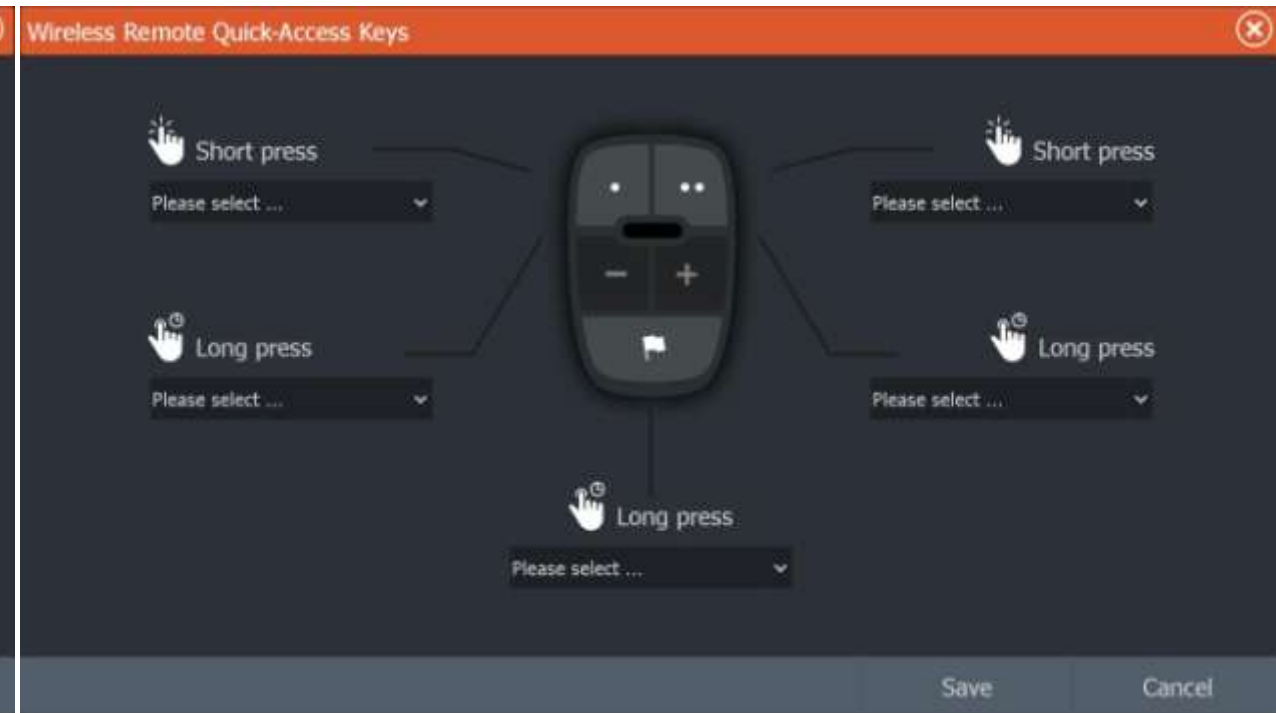 Wireless Remote Quick-Access Keys
Short press
Short press
Please select ...
Please select ...
Long press
Long press
Please select ...
Please select ...
Long press
Please select ...
Save
Cancel